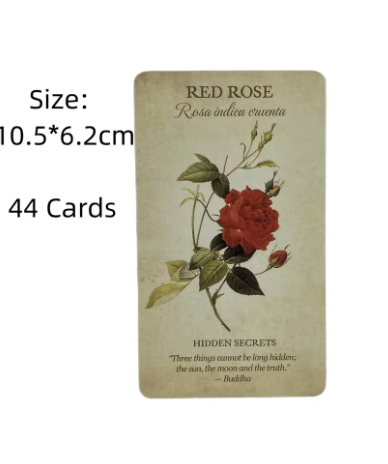 Size:
10.5*6.2cm
44 Cards
RED ROSE
Rosa indica cruenta
HIDDEN SECRETS
"Three things cannot be long hidden;
the sun, the moon and the truth."
— Buddha